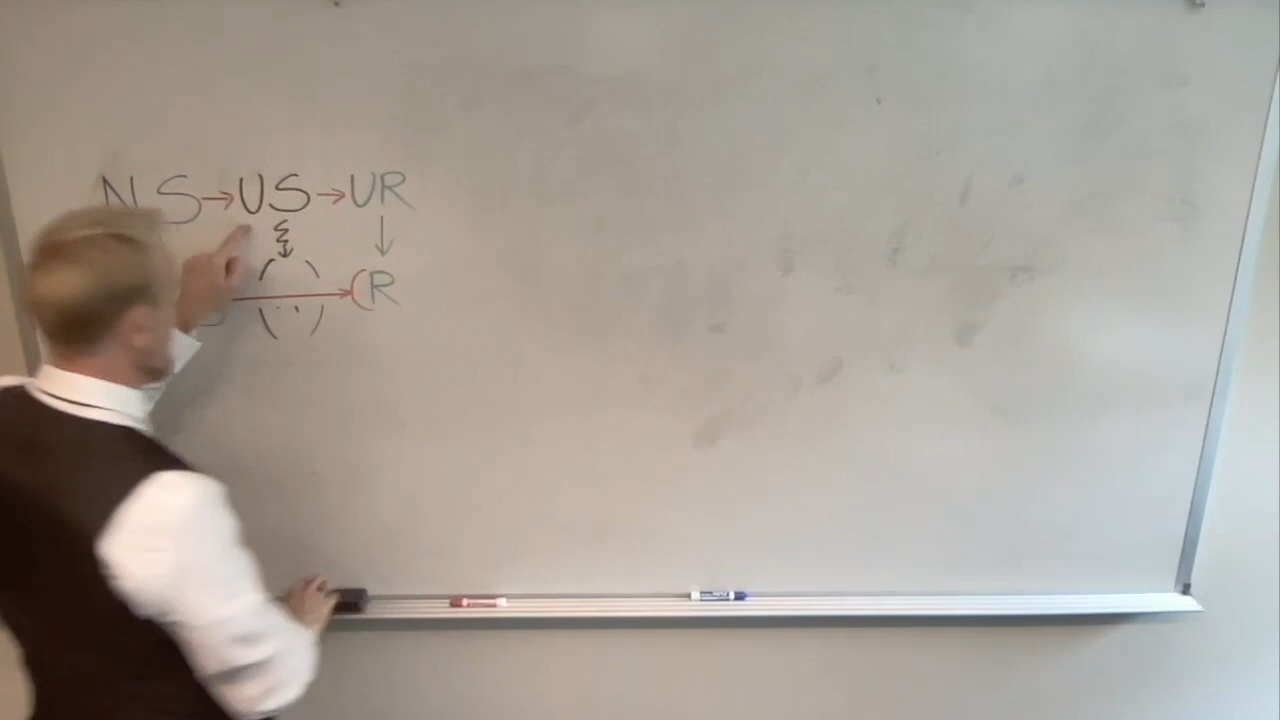 NS → US → UR
CR